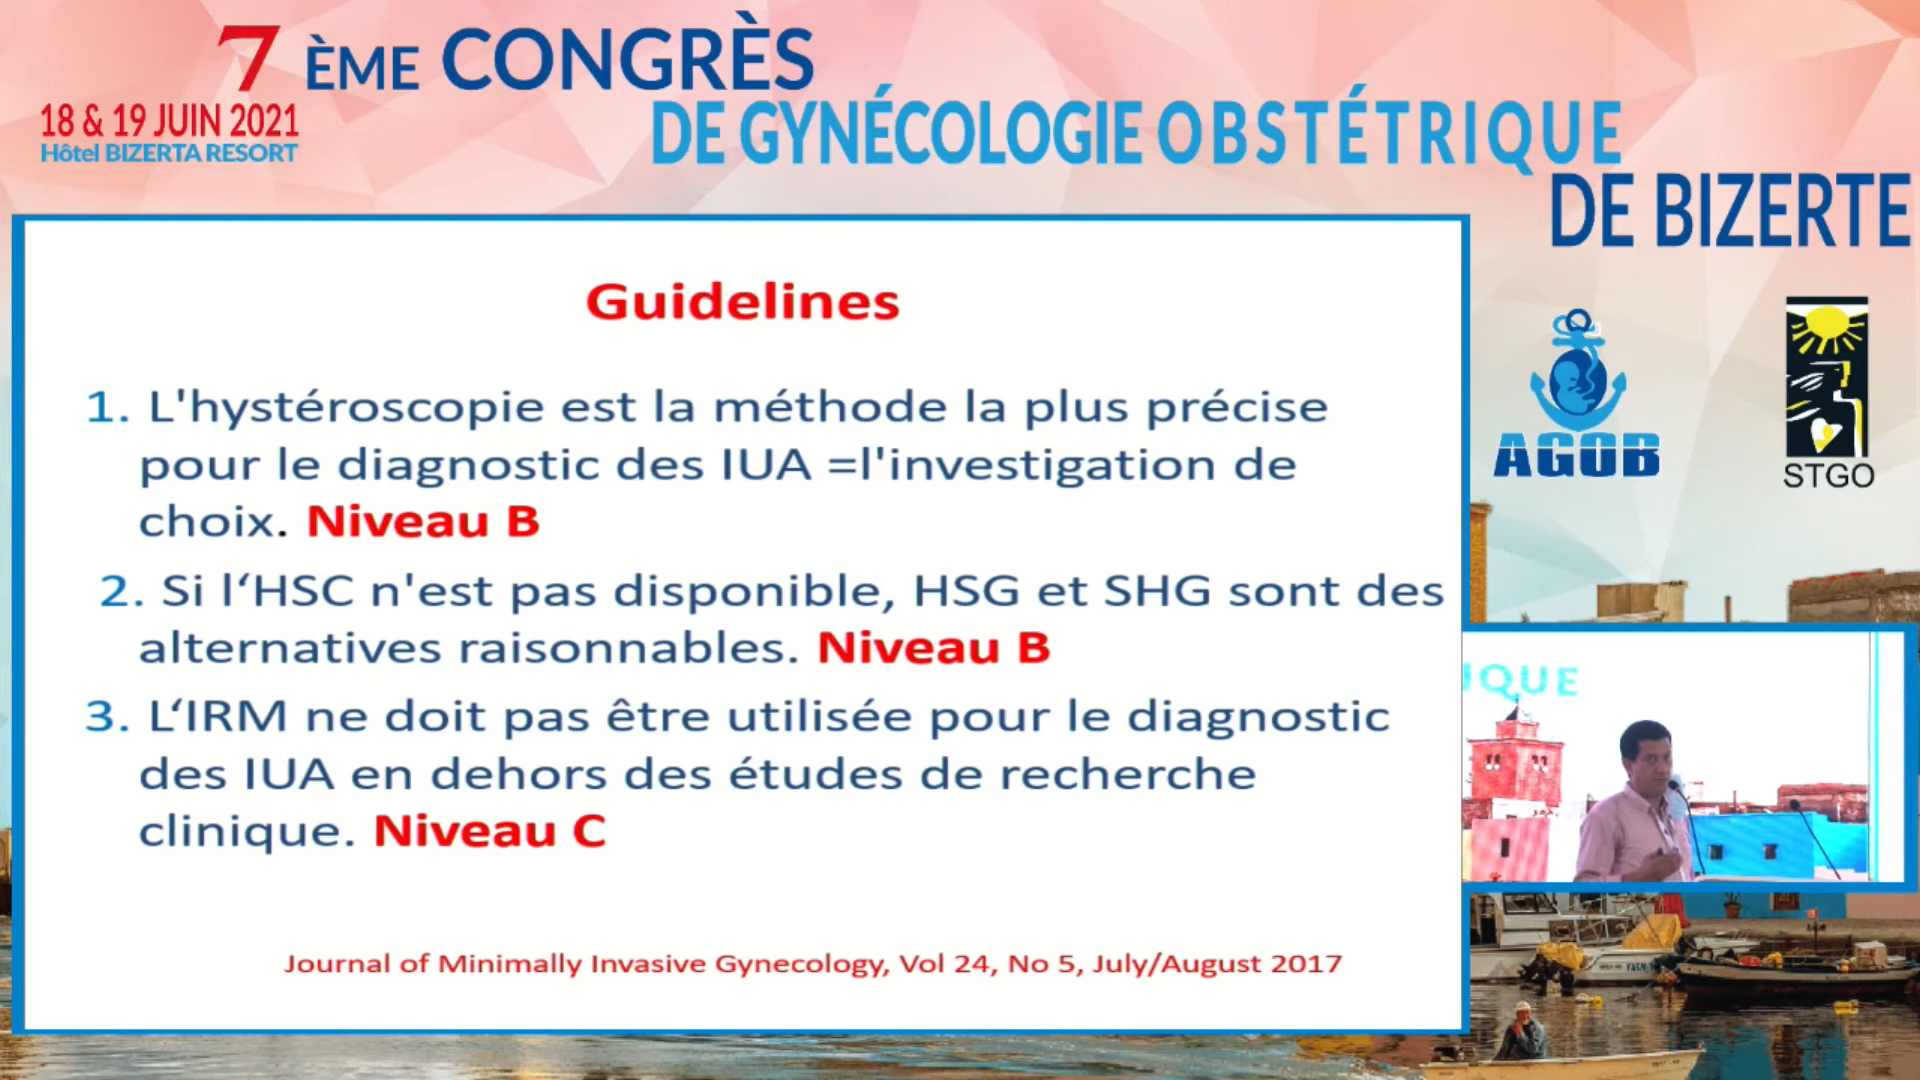 7 ÈME CONGRÈS
18 & 19 JUIN 2021
Hôtel BIZERTA RESORT
DE GYNÉCOLOGIE OBSTÉTRIQUE
DE BIZERTE
Guidelines
1. L'hystéroscopie est la méthode la plus précise
pour le diagnostic des IUA =l'investigation de
choix. Niveau B
2. Si l‘HSC n'est pas disponible, HSG et SHG sont des
alternatives raisonnables. Niveau B
3. L‘IRM ne doit pas être utilisée pour le diagnostic
des IUA en dehors des études de recherche
clinique. Niveau C
Journal of Minimally Invasive Gynecology, Vol 24, No 5, July/August 2017
AGOB
STGO
IQUE